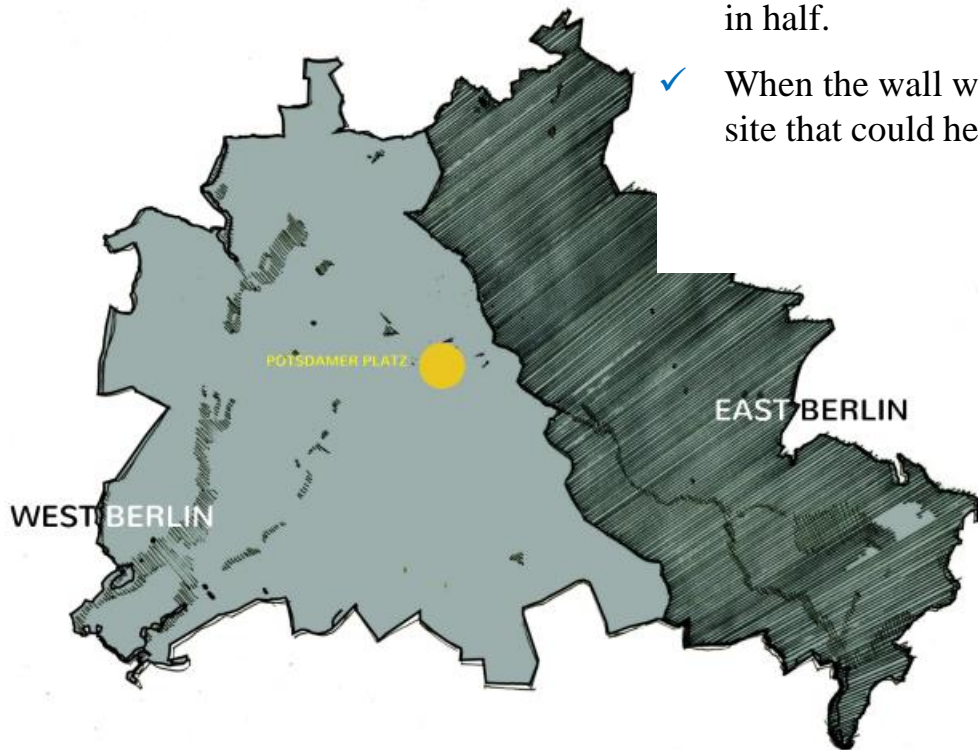 in half.
✓ When the wall w
site that could he
POTSDAMER PLATZ
EAST BERLIN
WEST BERLIN